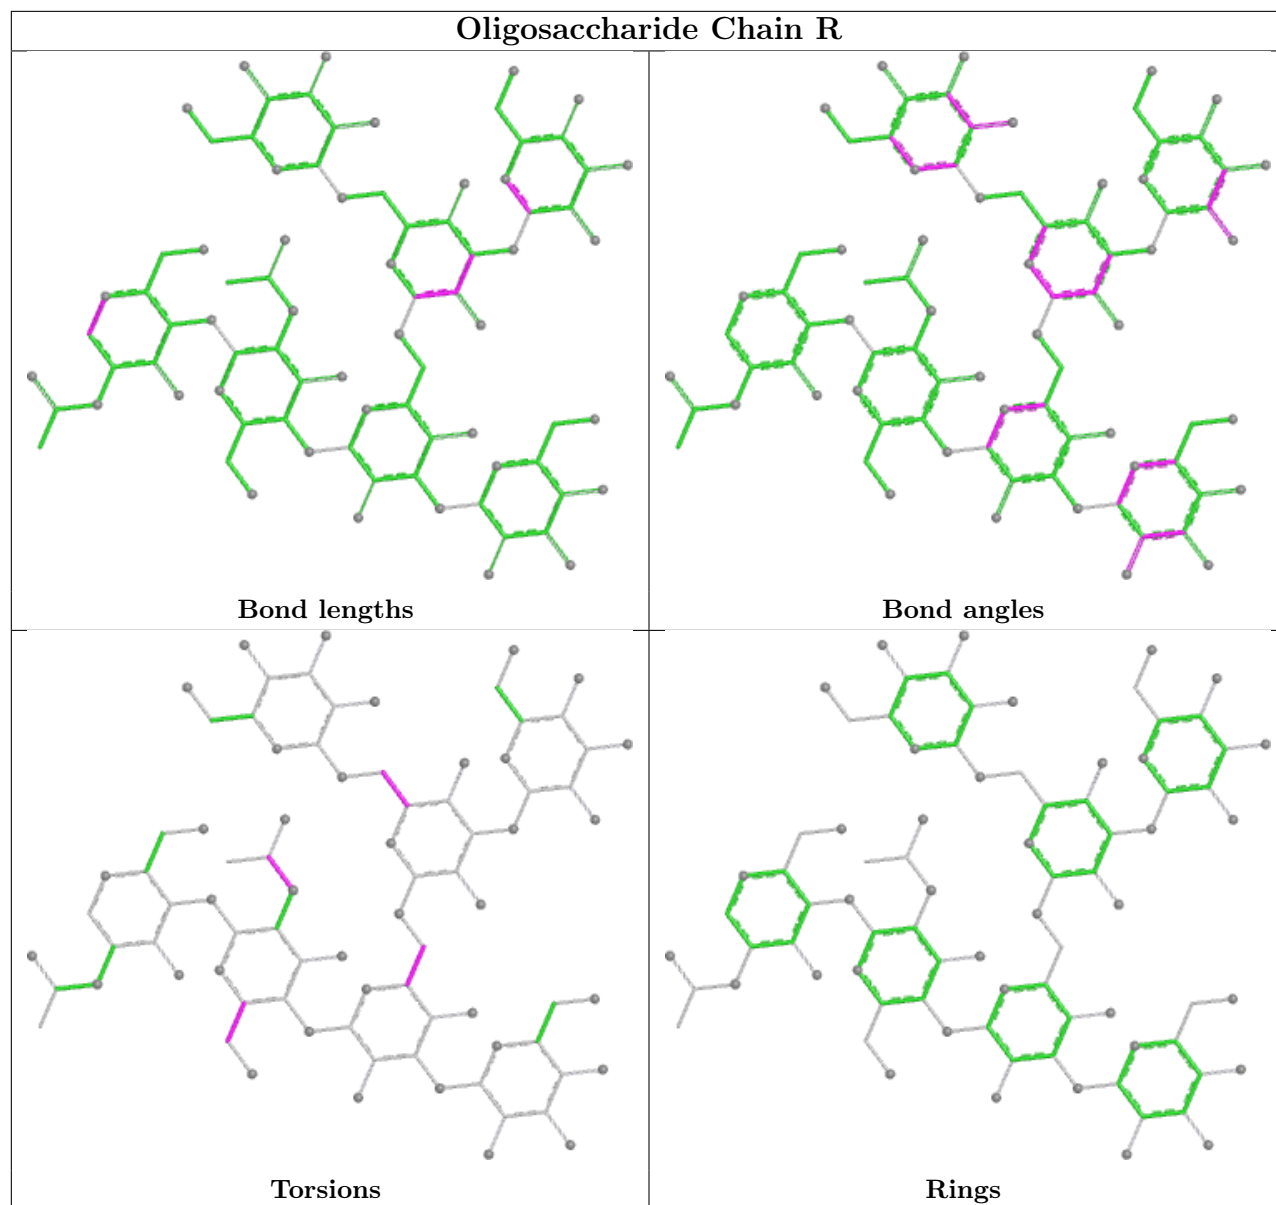 Oligosaccharide Chain R
Bond lengths
Bond angles
Torsions
Rings